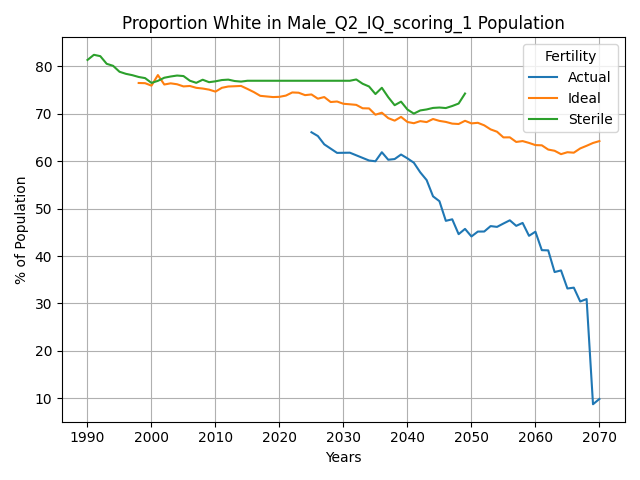 Proportion White in Male_Q2_IQ_scoring_1 Population
Fertility
Actual
Ideal
Sterile
% of Population
80
70
60
50
40
30
20
10
1990 2000 2010 2020 2030 2040 2050 2060 2070
Years